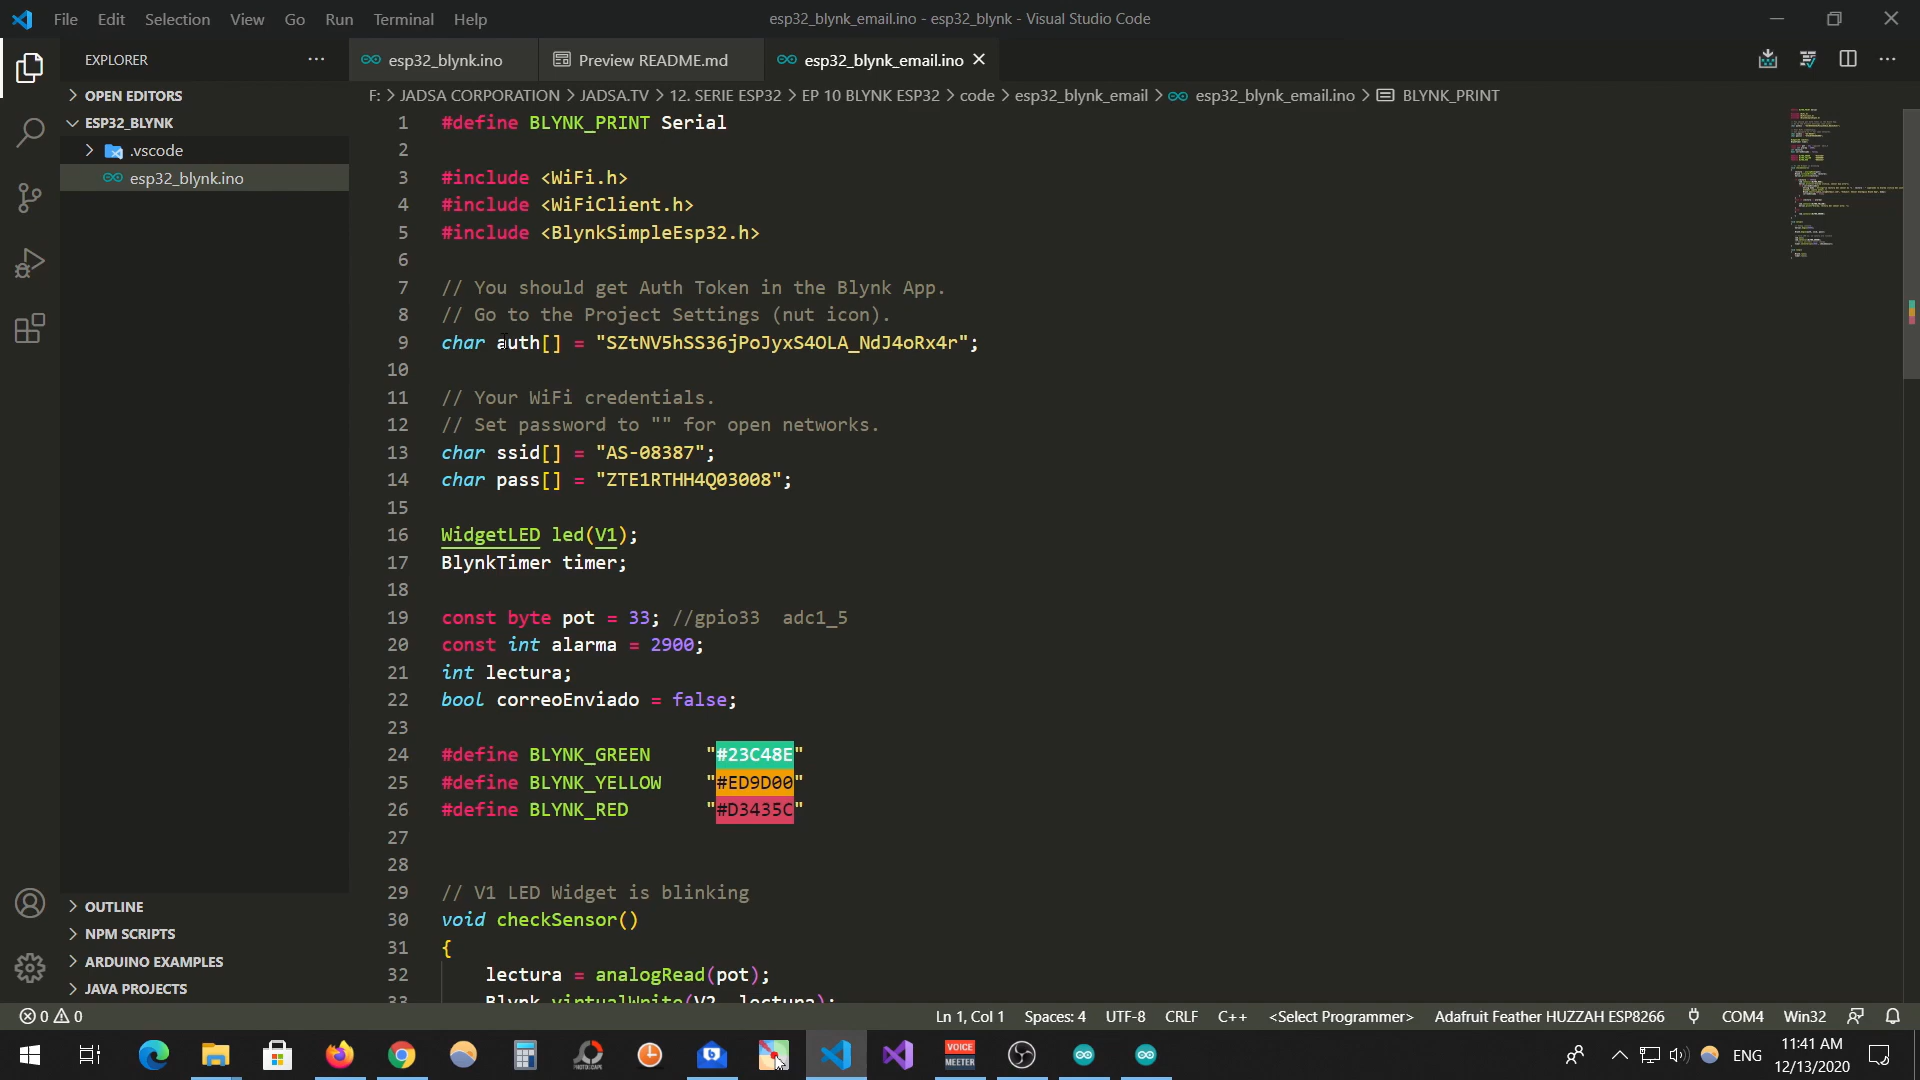 File Edit Selection View Go Run Terminal Help
esp32_blynk_email.ino - esp32_blynk - Visual Studio Code
EXPLORER
esp32_blynk.ino
Preview README.md
esp32_blynk_email.ino
OPEN EDITORS
ESP32_BLYNK
.vscode
esp32_blynk.ino
F: > JADSA CORPORATION > JADSA.TV > 12. SERIE ESP32 > EP 10 BLYNK ESP32 > code > esp32_blynk_email > esp32_blynk_email.ino > BLYNK_PRINT
1 #define BLYNK_PRINT Serial
2
3 #include <WiFi.h>
4 #include <WiFiClient.h>
5 #include <BlynkSimpleEsp32.h>
6
7 // You should get Auth Token in the Blynk App.
8 // Go to the Project Settings (nut icon).
9 char auth[] = "SZtNV5hSS36jPoJyxS4OLA_NdJ4oRx4r";
10
11 // Your WiFi credentials.
12 // Set password to "" for open networks.
13 char ssid[] = "AS-08387";
14 char pass[] = "ZTE1RTHH4Q03008";
15
16 WidgetLED led(V1);
17 BlynkTimer timer;
18
19 const byte pot = 33; //gpio33  adc1_5
20 const int alarma = 2900;
21 int lectura;
22 bool correoEnviado = false;
23
24 #define BLYNK_GREEN     "#23C48E"
25 #define BLYNK_YELLOW    "#ED9D00"
26 #define BLYNK_RED       "#D3435C"
27
28
29 // V1 LED Widget is blinking
30 void checkSensor()
31 {
32     lectura = analogRead(pot);
33     Blynk.virtualWrite(V2, lectura);
OUTLINE
NPM SCRIPTS
ARDUINO EXAMPLES
JAVA PROJECTS
0 0
Ln 1, Col 1 Spaces: 4 UTF-8 CRLF C++ <Select Programmer> Adafruit Feather HUZZAH ESP8266 COM4 Win32
VOICE
MEETER
ENG
11:41 AM
12/13/2020